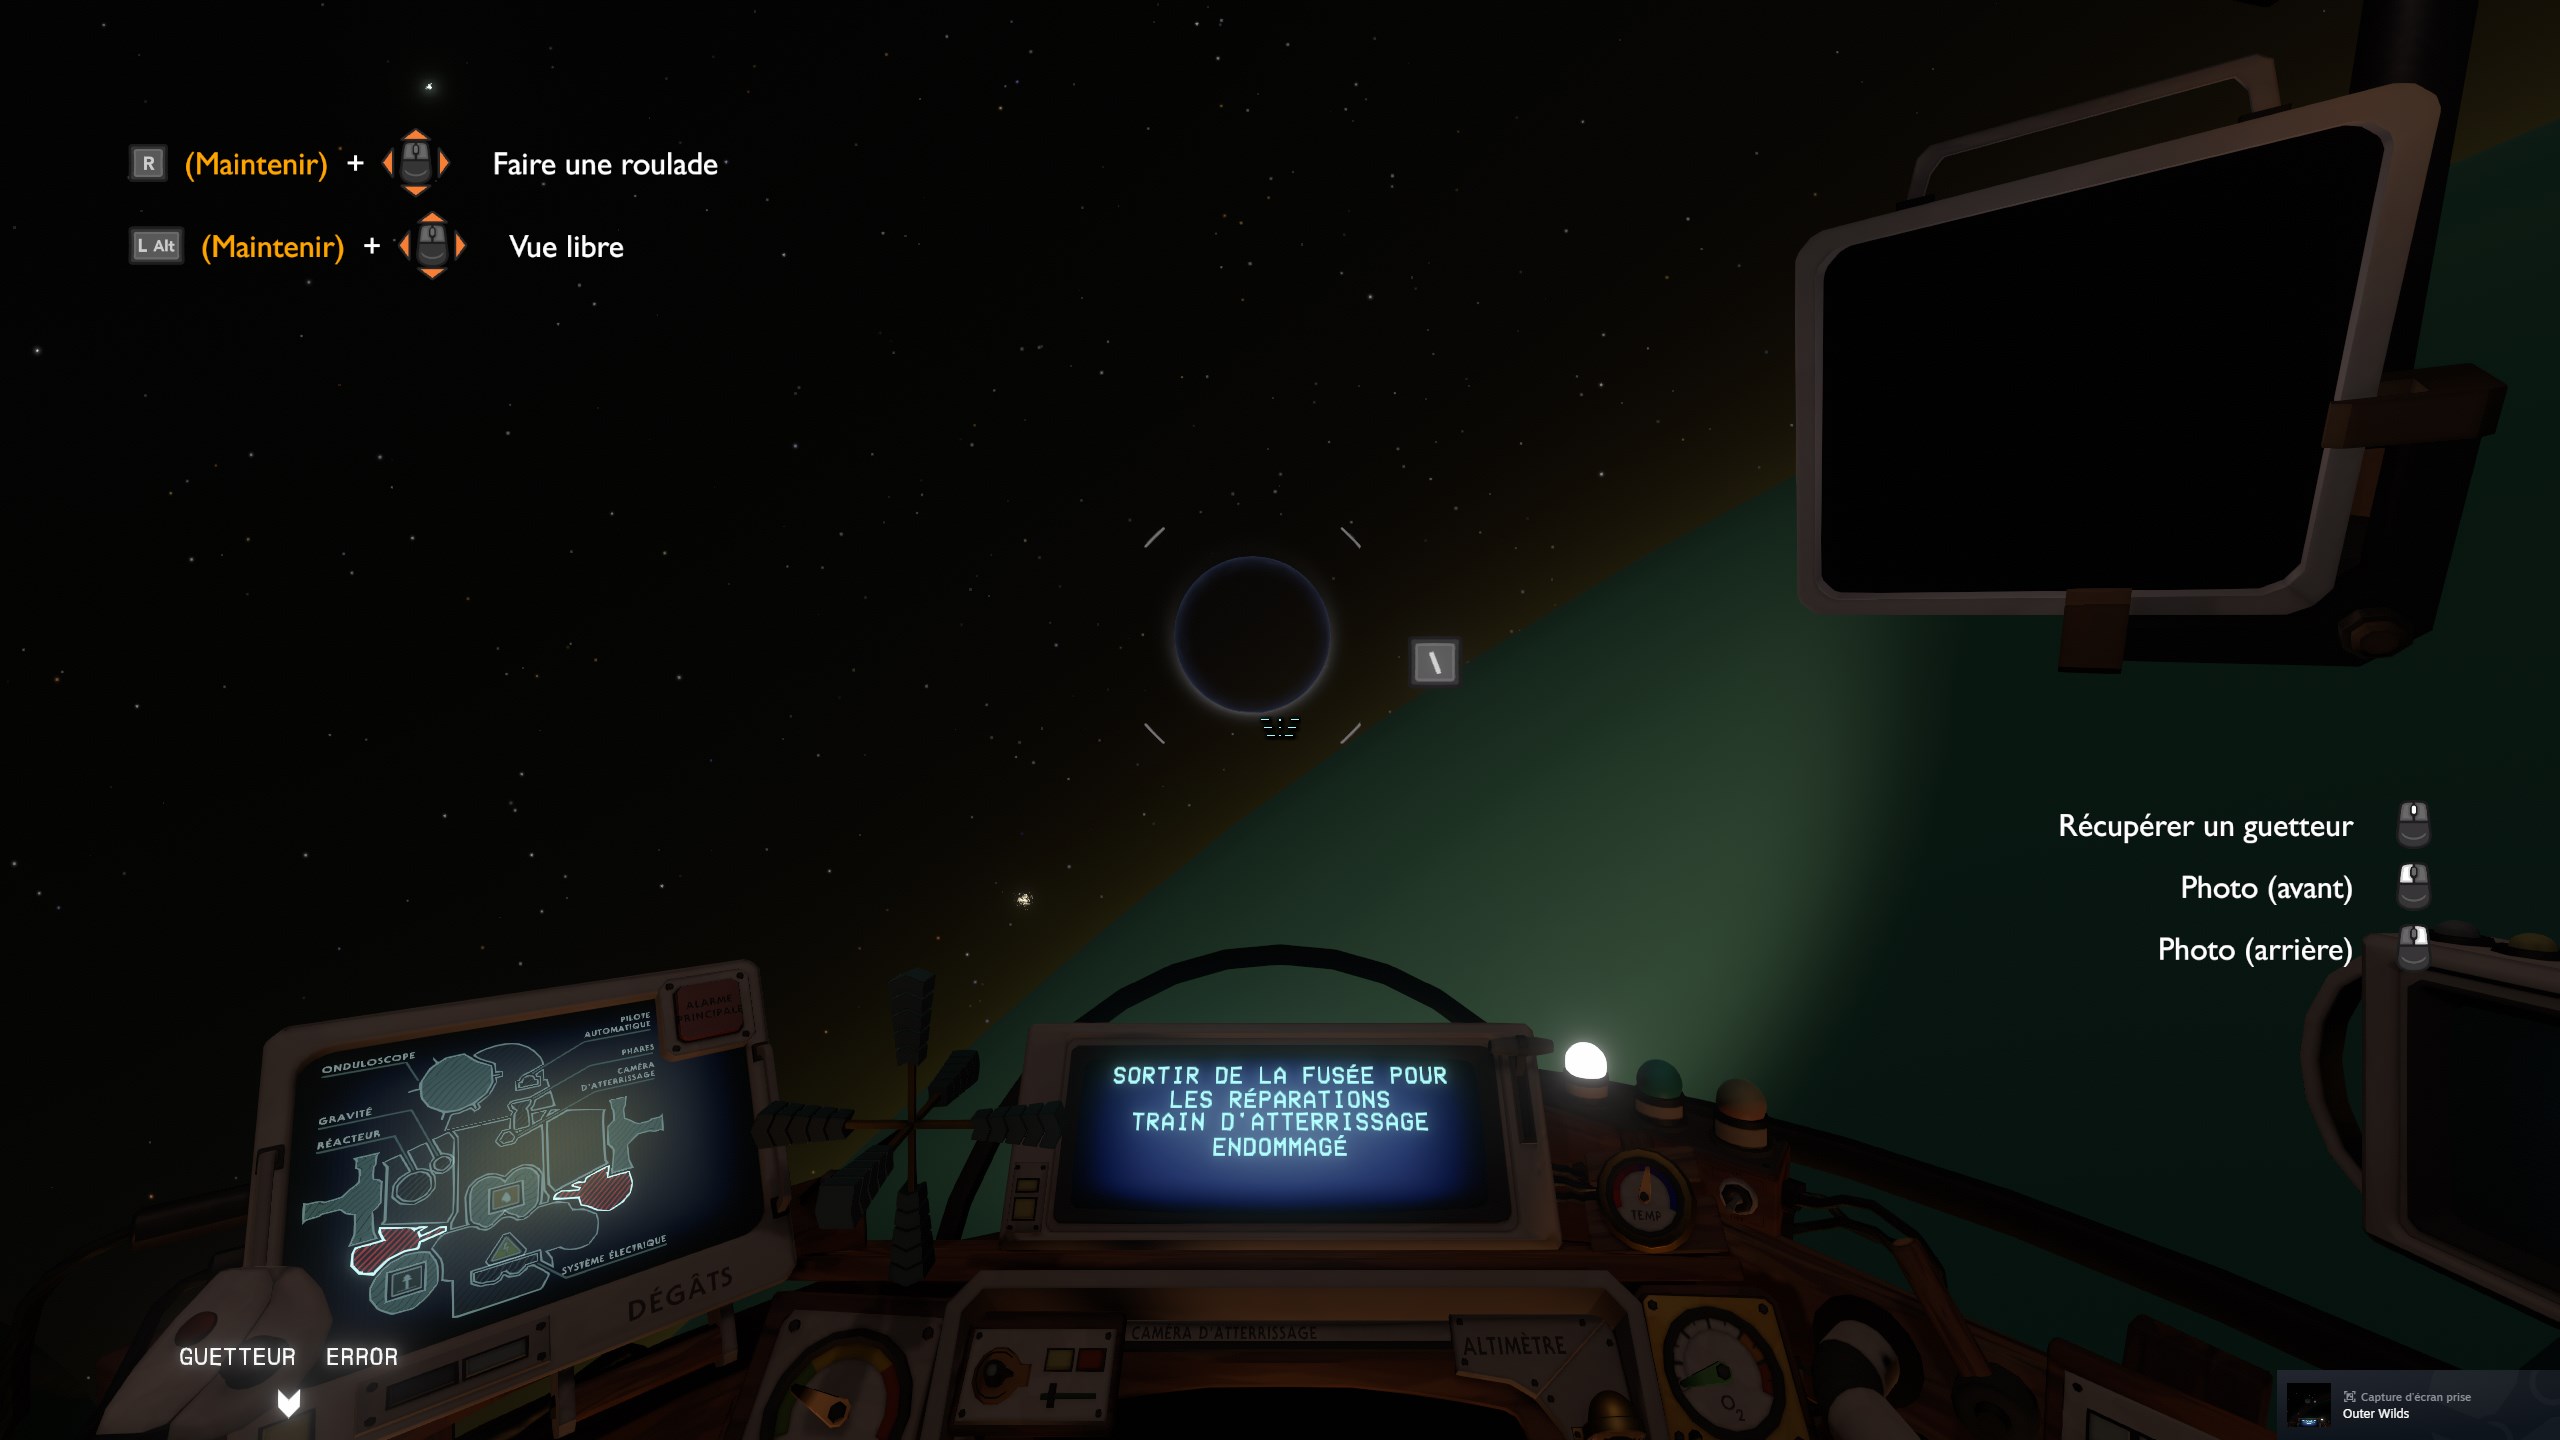 R (Maintenir) + Faire une roulade
L Alt (Maintenir) + Vue libre
\
Récupérer un guetteur
Photo (avant)
Photo (arrière)
ALARME
PRINCIPALE
PILOTE
AUTOMATIQUE
PHARES
CAMÉRA
D'ATTERRISSAGE
ONDULOSCOPE
GRAVITÉ
RÉACTEUR
SYSTÈME ÉLECTRIQUE
DÉGÂTS
SORTIR DE LA FUSÉE POUR
LES RÉPARATIONS
TRAIN D'ATTERRISSAGE
ENDOMMAGÉ
TEMP
CAMÉRA D'ATTERRISSAGE
ALTIMÈTRE
O2
GUETTEUR ERROR
Capture d'écran prise
Outer Wilds